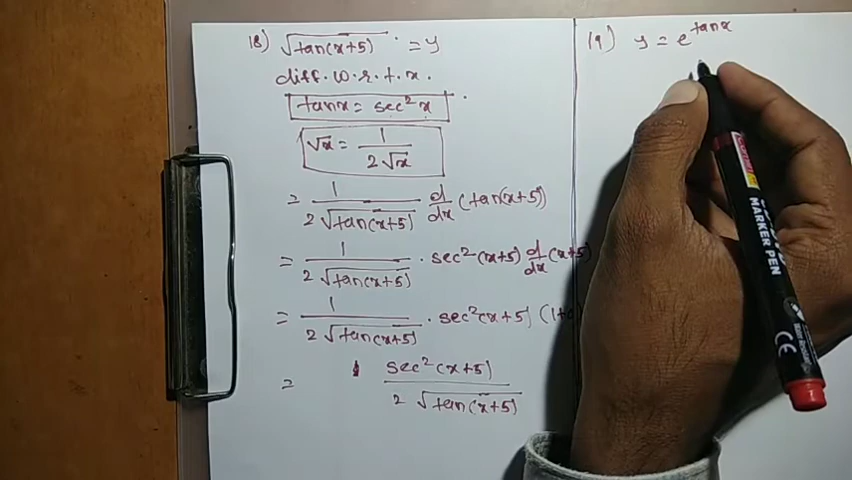 18) √tan(x+5) = y
diff. w.r.t. x.
tanx = sec²x
√x = 1/2√x
= 1/2√tan(x+5) d/dx (tan(x+5))
= 1/2√tan(x+5) · sec²(x+5) d/dx (x+5)
= 1/2√tan(x+5) · sec²(x+5) (1+
= sec²(x+5)/2√tan(x+5)
19) y = e^tanx
MARKER PEN
CE